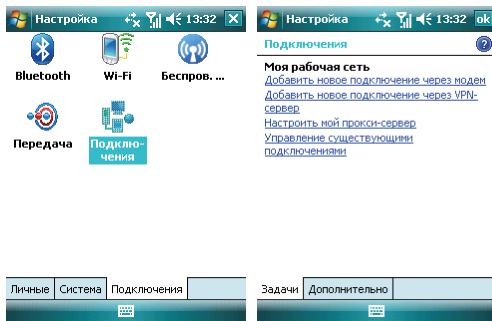 Настройка 13:32
Bluetooth Wi-Fi Беспров. ...
Передача Подклю-
чения
Личные Система Подключения
Настройка 13:32 ok
Подключения ?
Моя рабочая сеть
Добавить новое подключение через модем
Добавить новое подключение через VPN-
сервер
Настроить мой прокси-сервер
Управление существующими
подключениями
Задачи Дополнительно